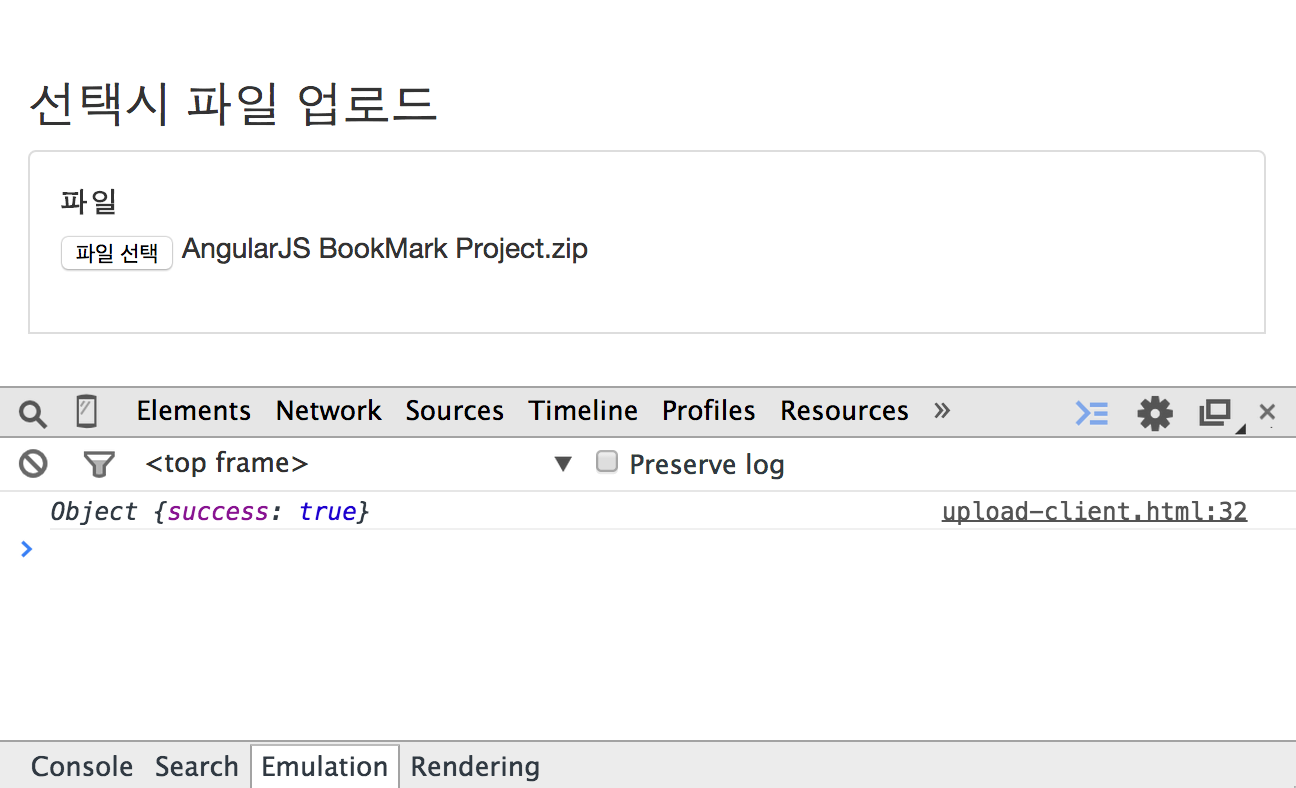 선택시 파일 업로드
파일
파일 선택 AngularJS BookMark Project.zip
Elements Network Sources Timeline Profiles Resources »
<top frame> ▼ Preserve log
Object {success: true} upload-client.html:32
Console Search Emulation Rendering